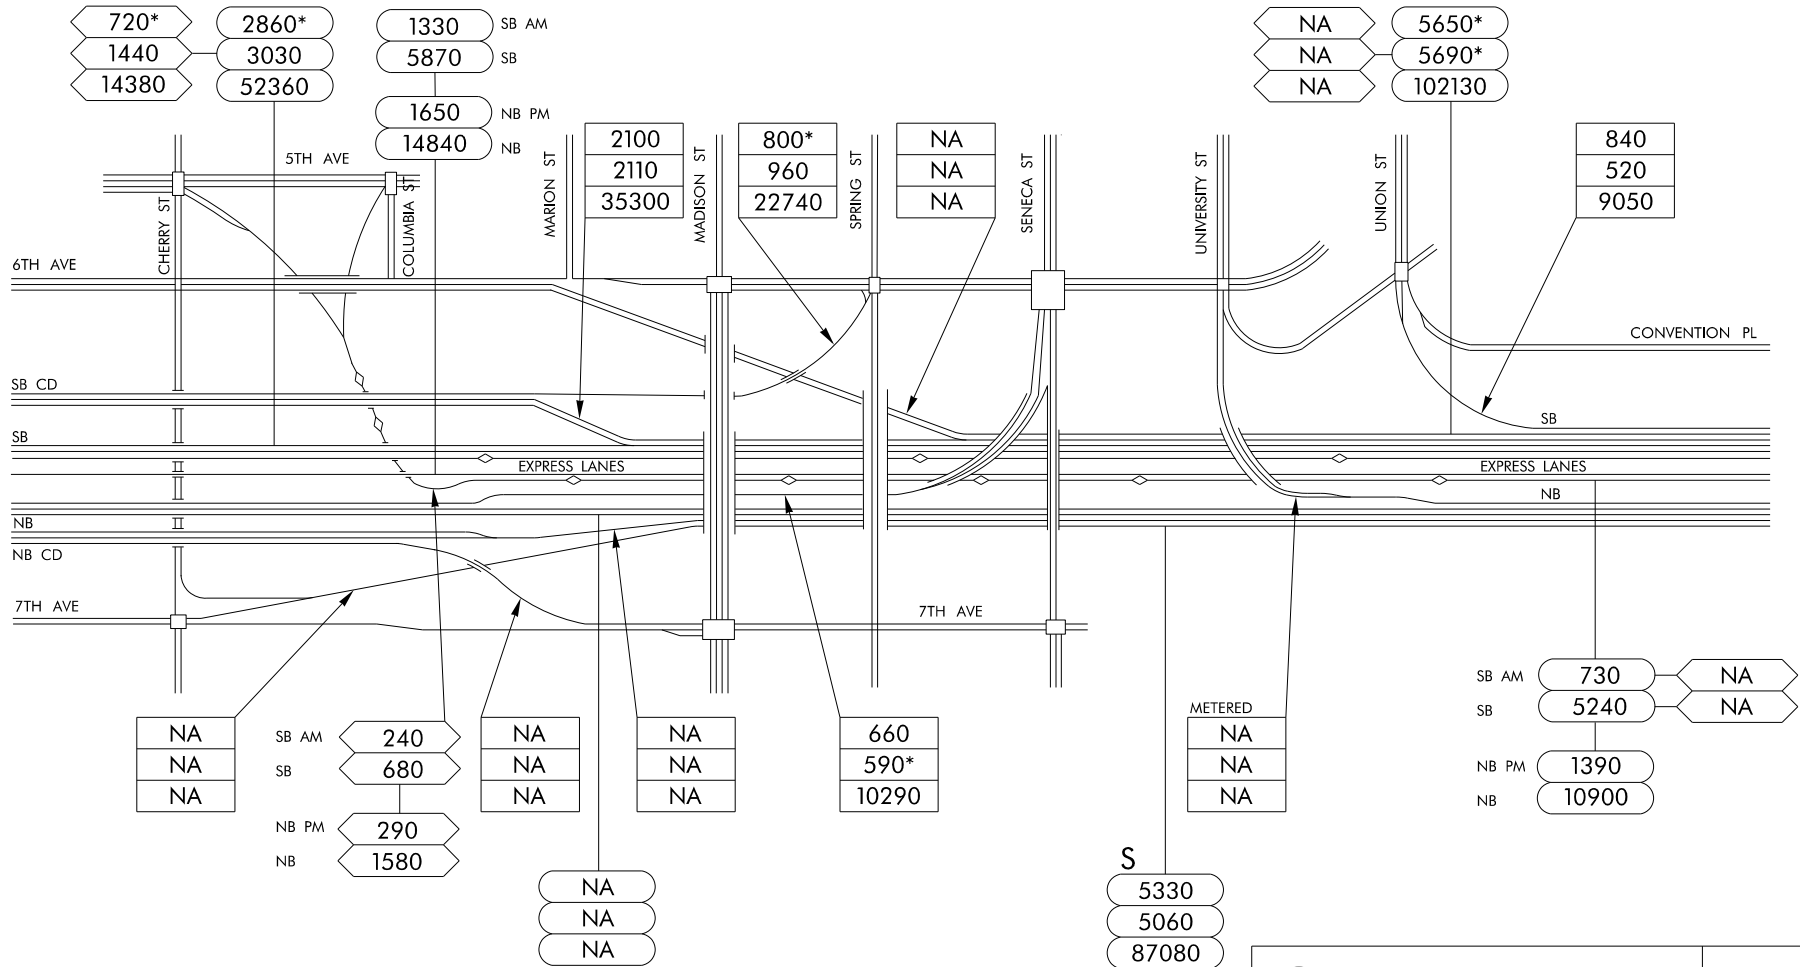 720*
1440
14380
2860*
3030
52360
1330 SB AM
5870 SB
1650 NB PM
14840 NB
NA
NA
NA
5650*
5690*
102130
2100
2110
35300
800*
960
22740
NA
NA
NA
840
520
9050
5TH AVE
CHERRY ST
COLUMBIA ST
MARION ST
MADISON ST
SPRING ST
SENECA ST
UNIVERSITY ST
UNION ST
6TH AVE
CONVENTION PL
SB CD
SB
SB
EXPRESS LANES
EXPRESS LANES
NB
NB
NB CD
7TH AVE
7TH AVE
NA
NA
NA
SB AM 240
SB 680
NB PM 290
NB 1580
NA
NA
NA
NA
NA
NA
660
590*
10290
METERED
NA
NA
NA
SB AM 730 NA
SB 5240 NA
NB PM 1390
NB 10900
NA
NA
NA
S
5330
5060
87080